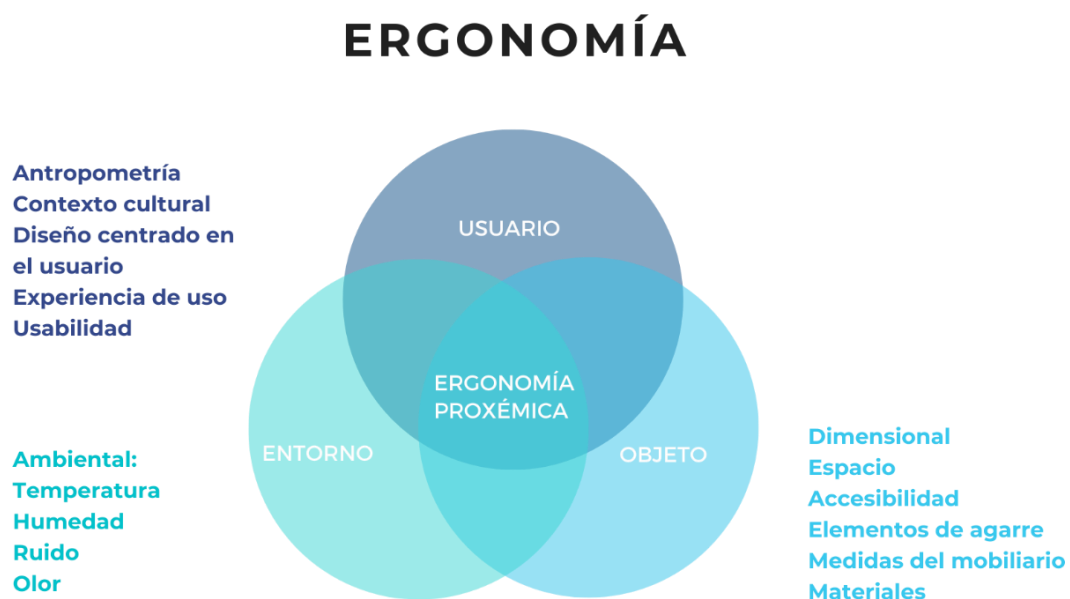 ERGONOMÍA
Antropometría
Contexto cultural
Diseño centrado en
el usuario
Experiencia de uso
Usabilidad
USUARIO
ERGONOMÍA
PROXÉMICA
ENTORNO
OBJETO
Ambiental:
Temperatura
Humedad
Ruido
Olor
Dimensional
Espacio
Accesibilidad
Elementos de agarre
Medidas del mobiliario
Materiales